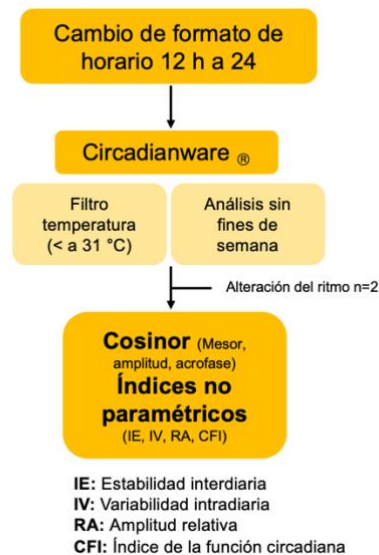 Cambio de formato de
horario 12 h a 24
Circadianware ®
Filtro
temperatura
(< a 31 °C)
Análisis sin
fines de
semana
Alteración del ritmo n=2
Cosinor (Mesor,
amplitud, acrofase)
Índices no
paramétricos
(IE, IV, RA, CFI)
IE: Estabilidad interdiaria
IV: Variabilidad intradiaria
RA: Amplitud relativa
CFI: Índice de la función circadiana